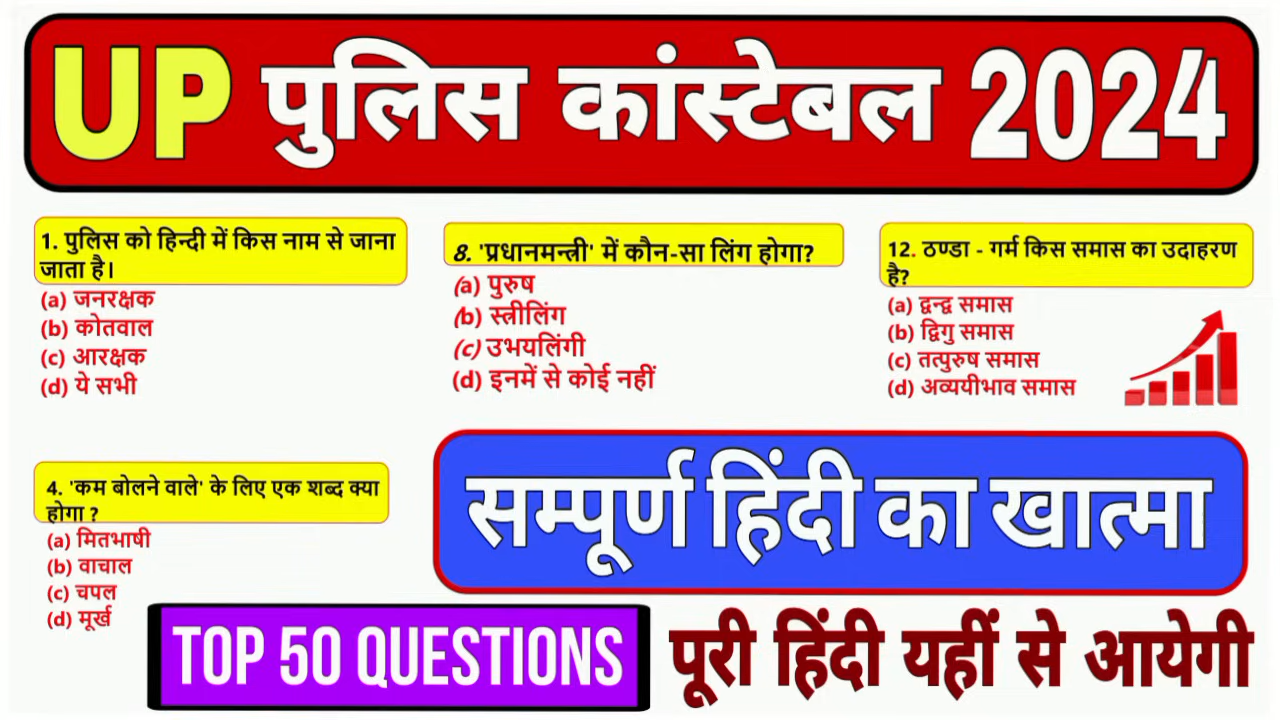 UP पुलिस कांस्टेबल 2024
1. पुलिस को हिन्दी में किस नाम से जाना
जाता है।
(a) जनरक्षक
(b) कोतवाल
(c) आरक्षक
(d) ये सभी
8. 'प्रधानमन्त्री' में कौन-सा लिंग होगा?
(a) पुरुष
(b) स्त्रीलिंग
(c) उभयलिंगी
(d) इनमें से कोई नहीं
12. ठण्डा - गर्म किस समास का उदाहरण
है?
(a) द्वन्द्व समास
(b) द्विगु समास
(c) तत्पुरुष समास
(d) अव्ययीभाव समास
4. 'कम बोलने वाले' के लिए एक शब्द क्या
होगा ?
(a) मितभाषी
(b) वाचाल
(c) चपल
(d) मूर्ख
सम्पूर्ण हिंदी का खात्मा
TOP 50 QUESTIONS
पूरी हिंदी यहीं से आयेगी